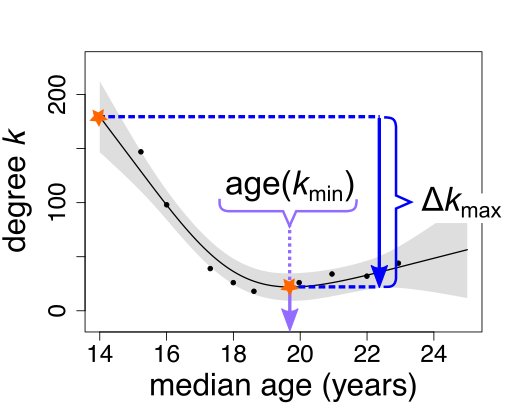 degree k
0
100
200
age(kmin)
Δkmax
14 16 18 20 22 24
median age (years)